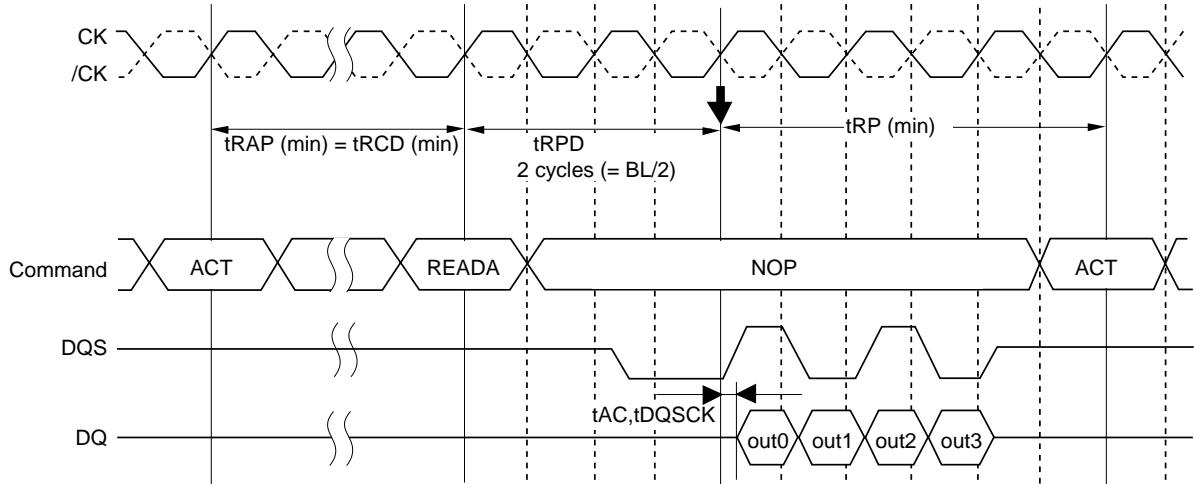 CK
/CK
tRAP (min) = tRCD (min)
tRPD
2 cycles (= BL/2)
tRP (min)
Command
ACT
READA
NOP
ACT
DQS
tAC,tDQSCK
DQ
out0
out1
out2
out3